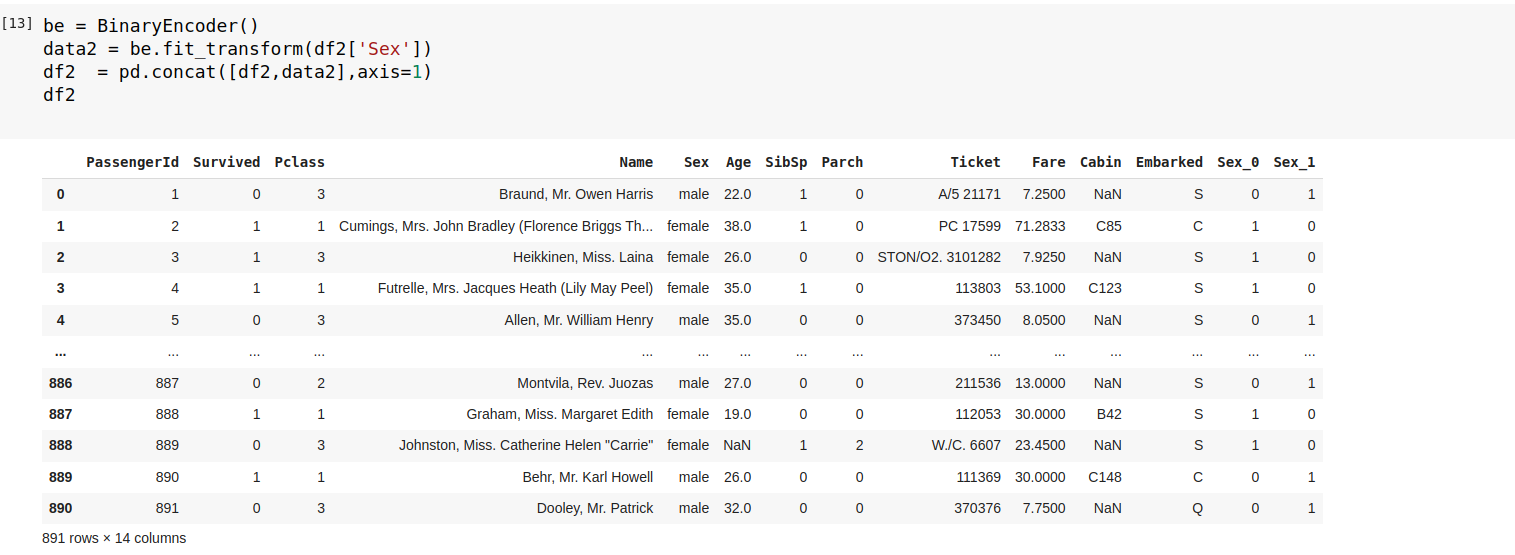 [13] be = BinaryEncoder()
data2 = be.fit_transform(df2['Sex'])
df2  = pd.concat([df2,data2],axis=1)
df2
PassengerId Survived Pclass Name Sex Age SibSp Parch Ticket Fare Cabin Embarked Sex_0 Sex_1
0 1 0 3 Braund, Mr. Owen Harris male 22.0 1 0 A/5 21171 7.2500 NaN S 0 1
1 2 1 1 Cumings, Mrs. John Bradley (Florence Briggs Th... female 38.0 1 0 PC 17599 71.2833 C85 C 1 0
2 3 1 3 Heikkinen, Miss. Laina female 26.0 0 0 STON/O2. 3101282 7.9250 NaN S 1 0
3 4 1 1 Futrelle, Mrs. Jacques Heath (Lily May Peel) female 35.0 1 0 113803 53.1000 C123 S 1 0
4 5 0 3 Allen, Mr. William Henry male 35.0 0 0 373450 8.0500 NaN S 0 1
... ... ... ... ... ... ... ... ... ... ... ... ... ... ...
886 887 0 2 Montvila, Rev. Juozas male 27.0 0 0 211536 13.0000 NaN S 0 1
887 888 1 1 Graham, Miss. Margaret Edith female 19.0 0 0 112053 30.0000 B42 S 1 0
888 889 0 3 Johnston, Miss. Catherine Helen "Carrie" female NaN 1 2 W./C. 6607 23.4500 NaN S 1 0
889 890 1 1 Behr, Mr. Karl Howell male 26.0 0 0 111369 30.0000 C148 C 0 1
890 891 0 3 Dooley, Mr. Patrick male 32.0 0 0 370376 7.7500 NaN Q 0 1
891 rows × 14 columns